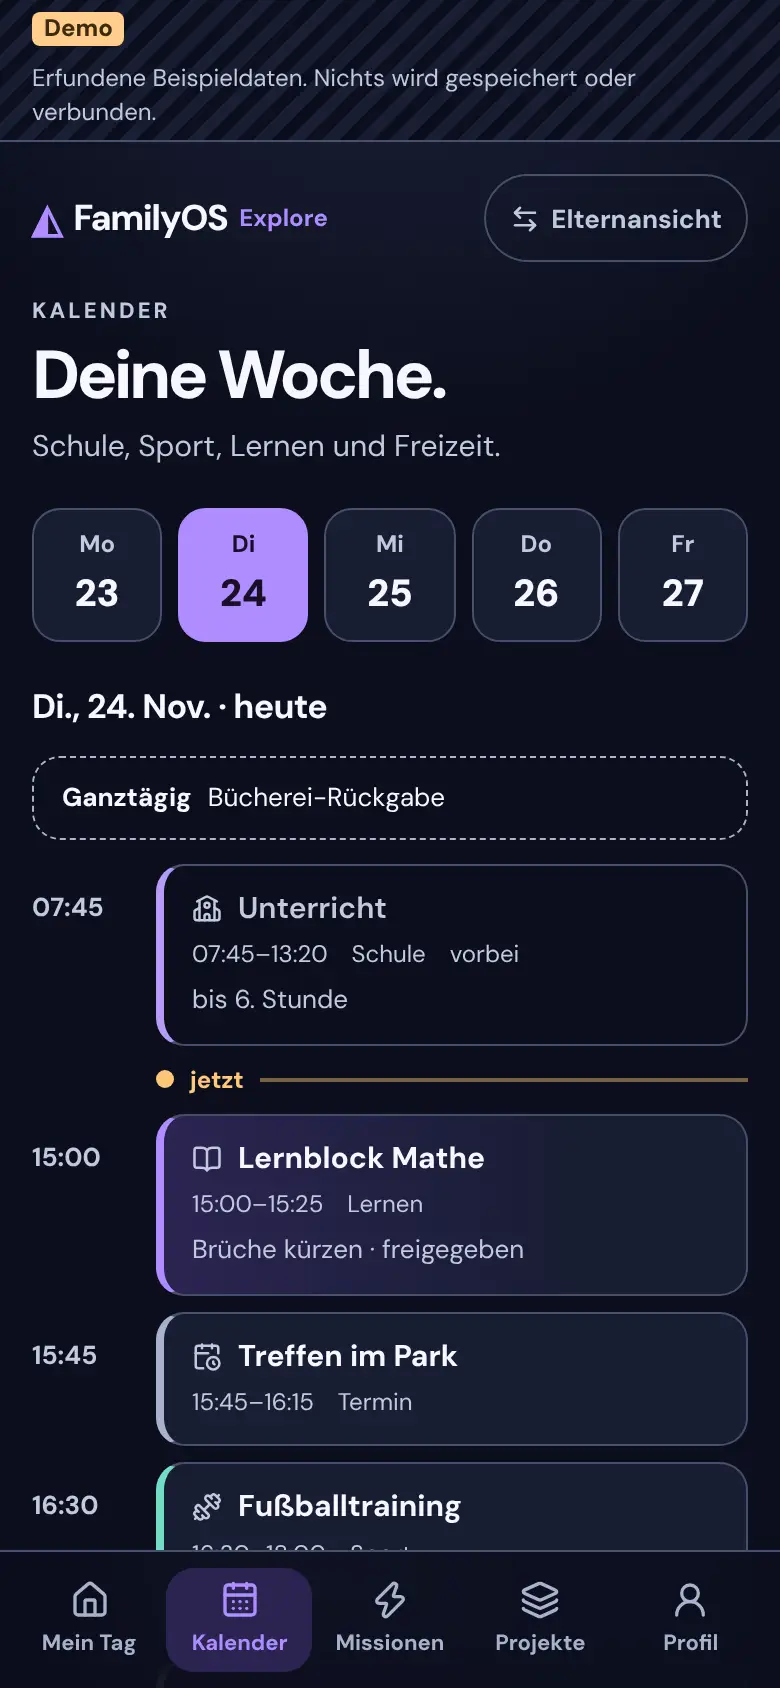 Demo
Erfundene Beispieldaten. Nichts wird gespeichert oder
verbunden.
FamilyOS Explore
Elternansicht
KALENDER
Deine Woche.
Schule, Sport, Lernen und Freizeit.
Mo Di Mi Do Fr
23 24 25 26 27
Di., 24. Nov. · heute
Ganztägig Bücherei-Rückgabe
07:45 Unterricht
07:45–13:20 Schule vorbei
bis 6. Stunde
jetzt
15:00 Lernblock Mathe
15:00–15:25 Lernen
Brüche kürzen · freigegeben
15:45 Treffen im Park
15:45–16:15 Termin
16:30 Fußballtraining
Mein Tag Kalender Missionen Projekte Profil